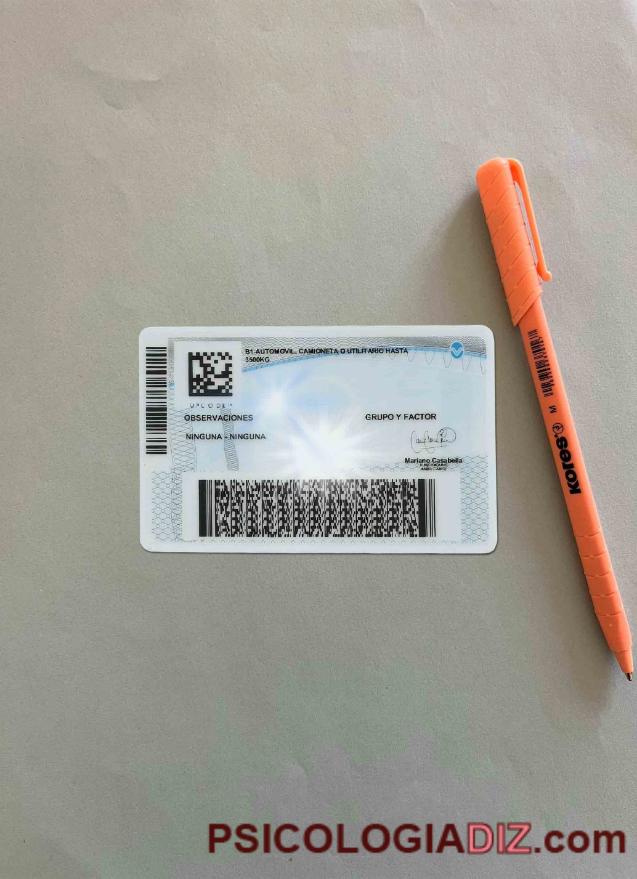 B1:AUTOMOVIL, CAMIONETA O UTILITARIO HASTA
3500KG
OBSERVACIONES
GRUPO Y FACTOR
NINGUNA - NINGUNA
Mariano Casabella
Kores
M
PSICOLOGIADIZ.com